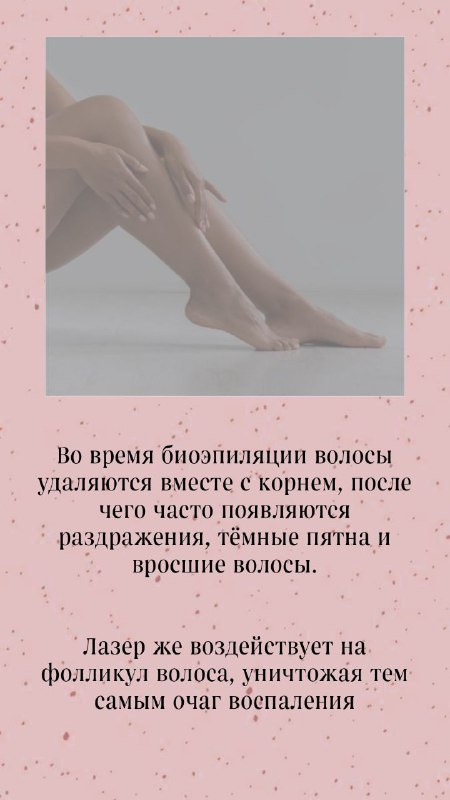 Во время биоэпиляции волосы
удаляются вместе с корнем, после
чего часто появляются
раздражения, тёмные пятна и
вросшие волосы.
Лазер же воздействует на
фолликул волоса, уничтожая тем
самым очаг воспаления